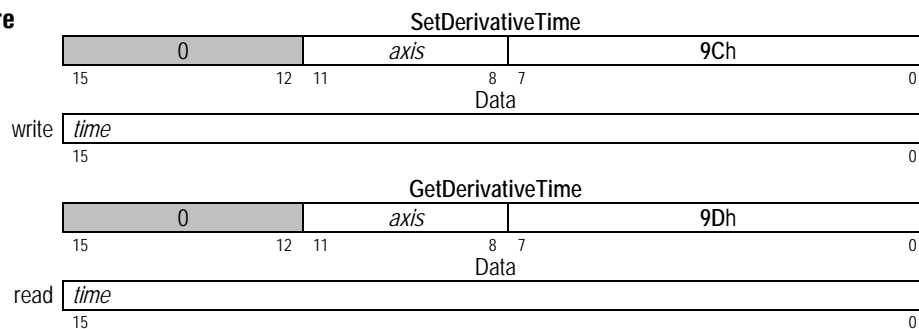 re
SetDerivativeTime
0 axis 9Ch
15 12 11 8 7 0
Data
write time
15 0
GetDerivativeTime
0 axis 9Dh
15 12 11 8 7 0
Data
read time
15 0